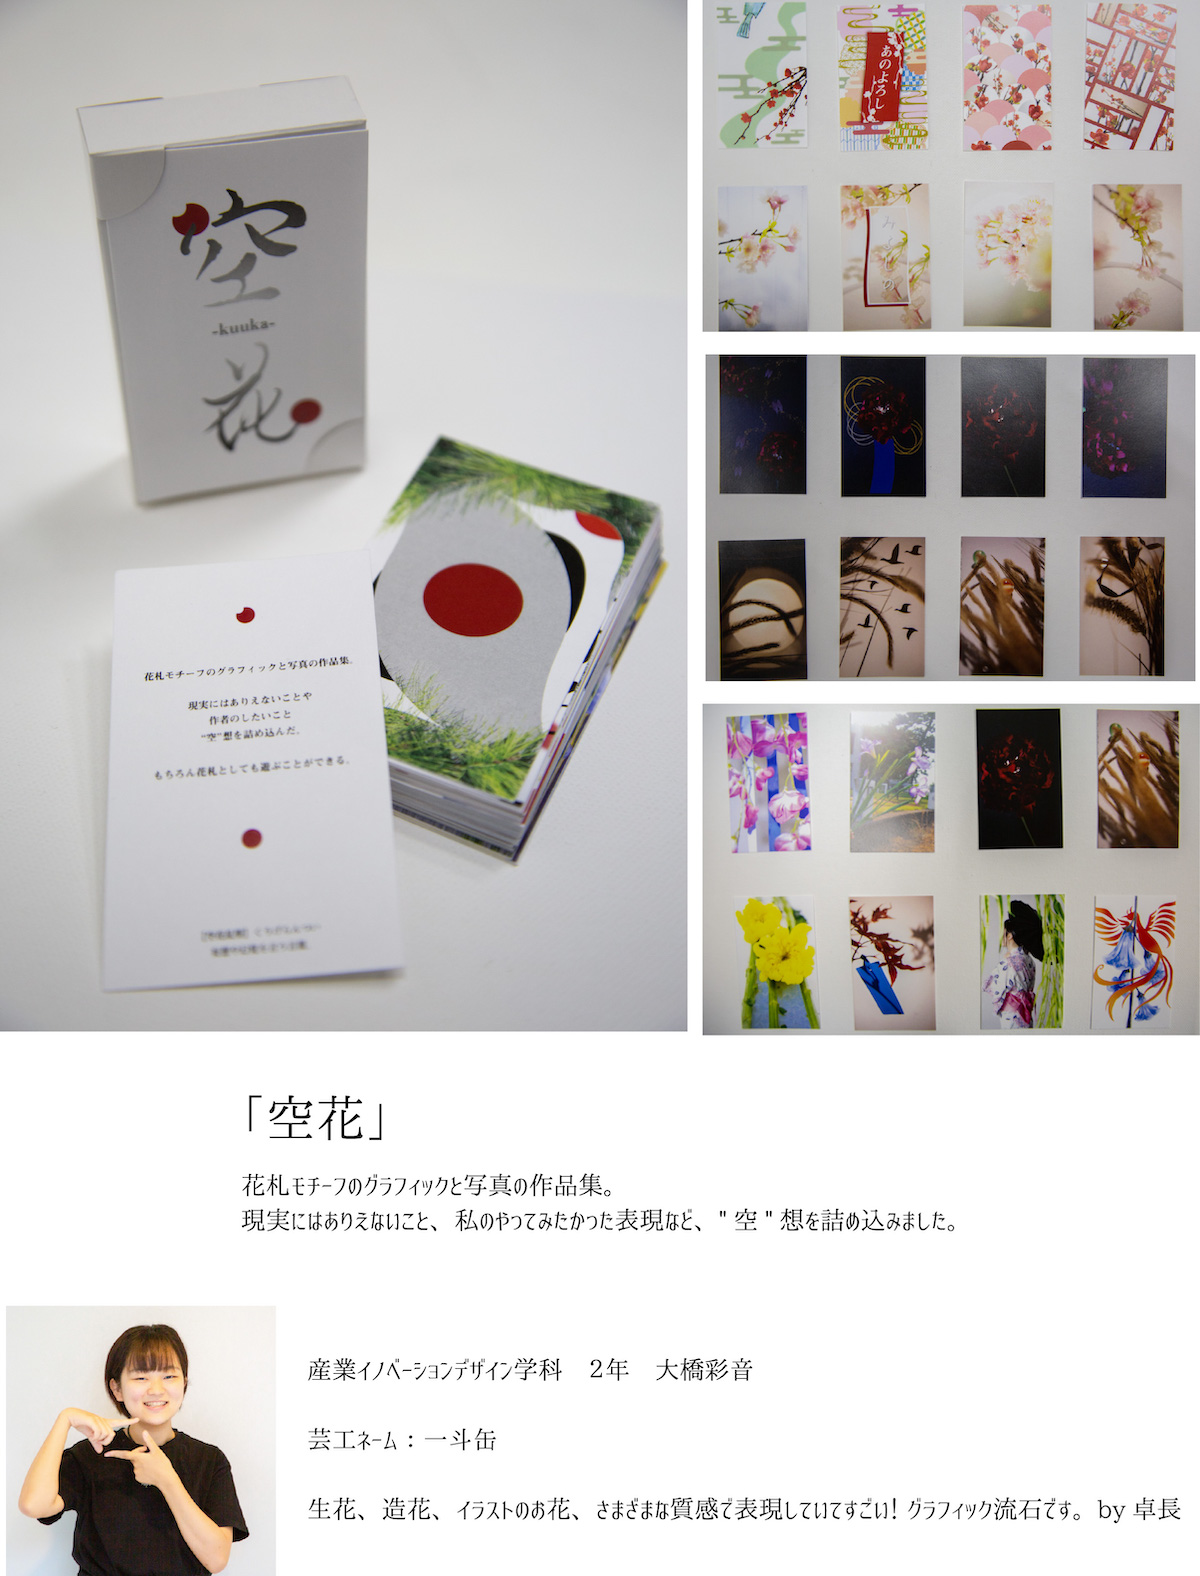 空
-kuuka-
花
花札モチーフのグラフィックと写真の作品集。
現実にはありえないことや
作者のしたいこと
“空”想を詰め込んだ。
もちろん花札としても遊ぶことができる。
あのよろし
「空花」
花札モチーフのグラフィックと写真の作品集。
現実にはありえないこと、私のやってみたかった表現など、"空"想を詰め込みました。
産業イノベーションデザイン学科　2年　大橋彩音
芸工ネーム：一斗缶
生花、造花、イラストのお花、さまざまな質感で表現していてすごい! グラフィック流石です。by 卓長